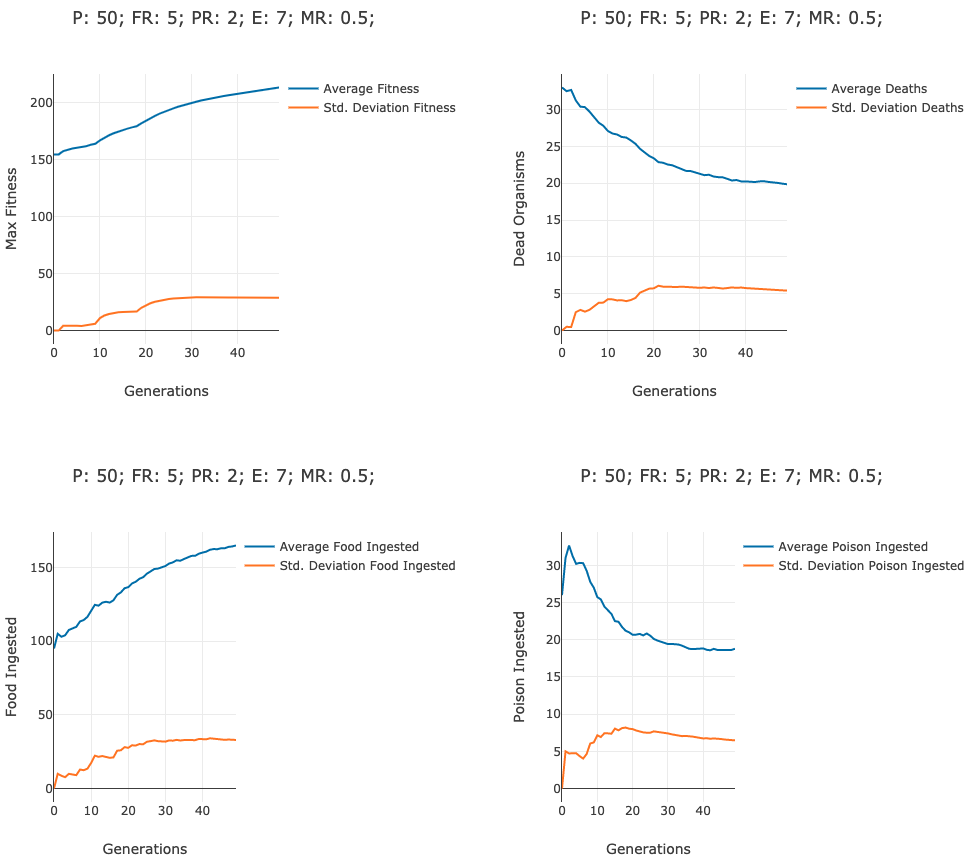 P: 50; FR: 5; PR: 2; E: 7; MR: 0.5;
Average Fitness
Std. Deviation Fitness
Max Fitness
200
150
100
50
0
0 10 20 30 40
Generations
P: 50; FR: 5; PR: 2; E: 7; MR: 0.5;
Average Deaths
Std. Deviation Deaths
Dead Organisms
30
25
20
15
10
5
0
0 10 20 30 40
Generations
P: 50; FR: 5; PR: 2; E: 7; MR: 0.5;
Average Food Ingested
Std. Deviation Food Ingested
Food Ingested
150
100
50
0
0 10 20 30 40
Generations
P: 50; FR: 5; PR: 2; E: 7; MR: 0.5;
Average Poison Ingested
Std. Deviation Poison Ingested
Poison Ingested
30
25
20
15
10
5
0
0 10 20 30 40
Generations